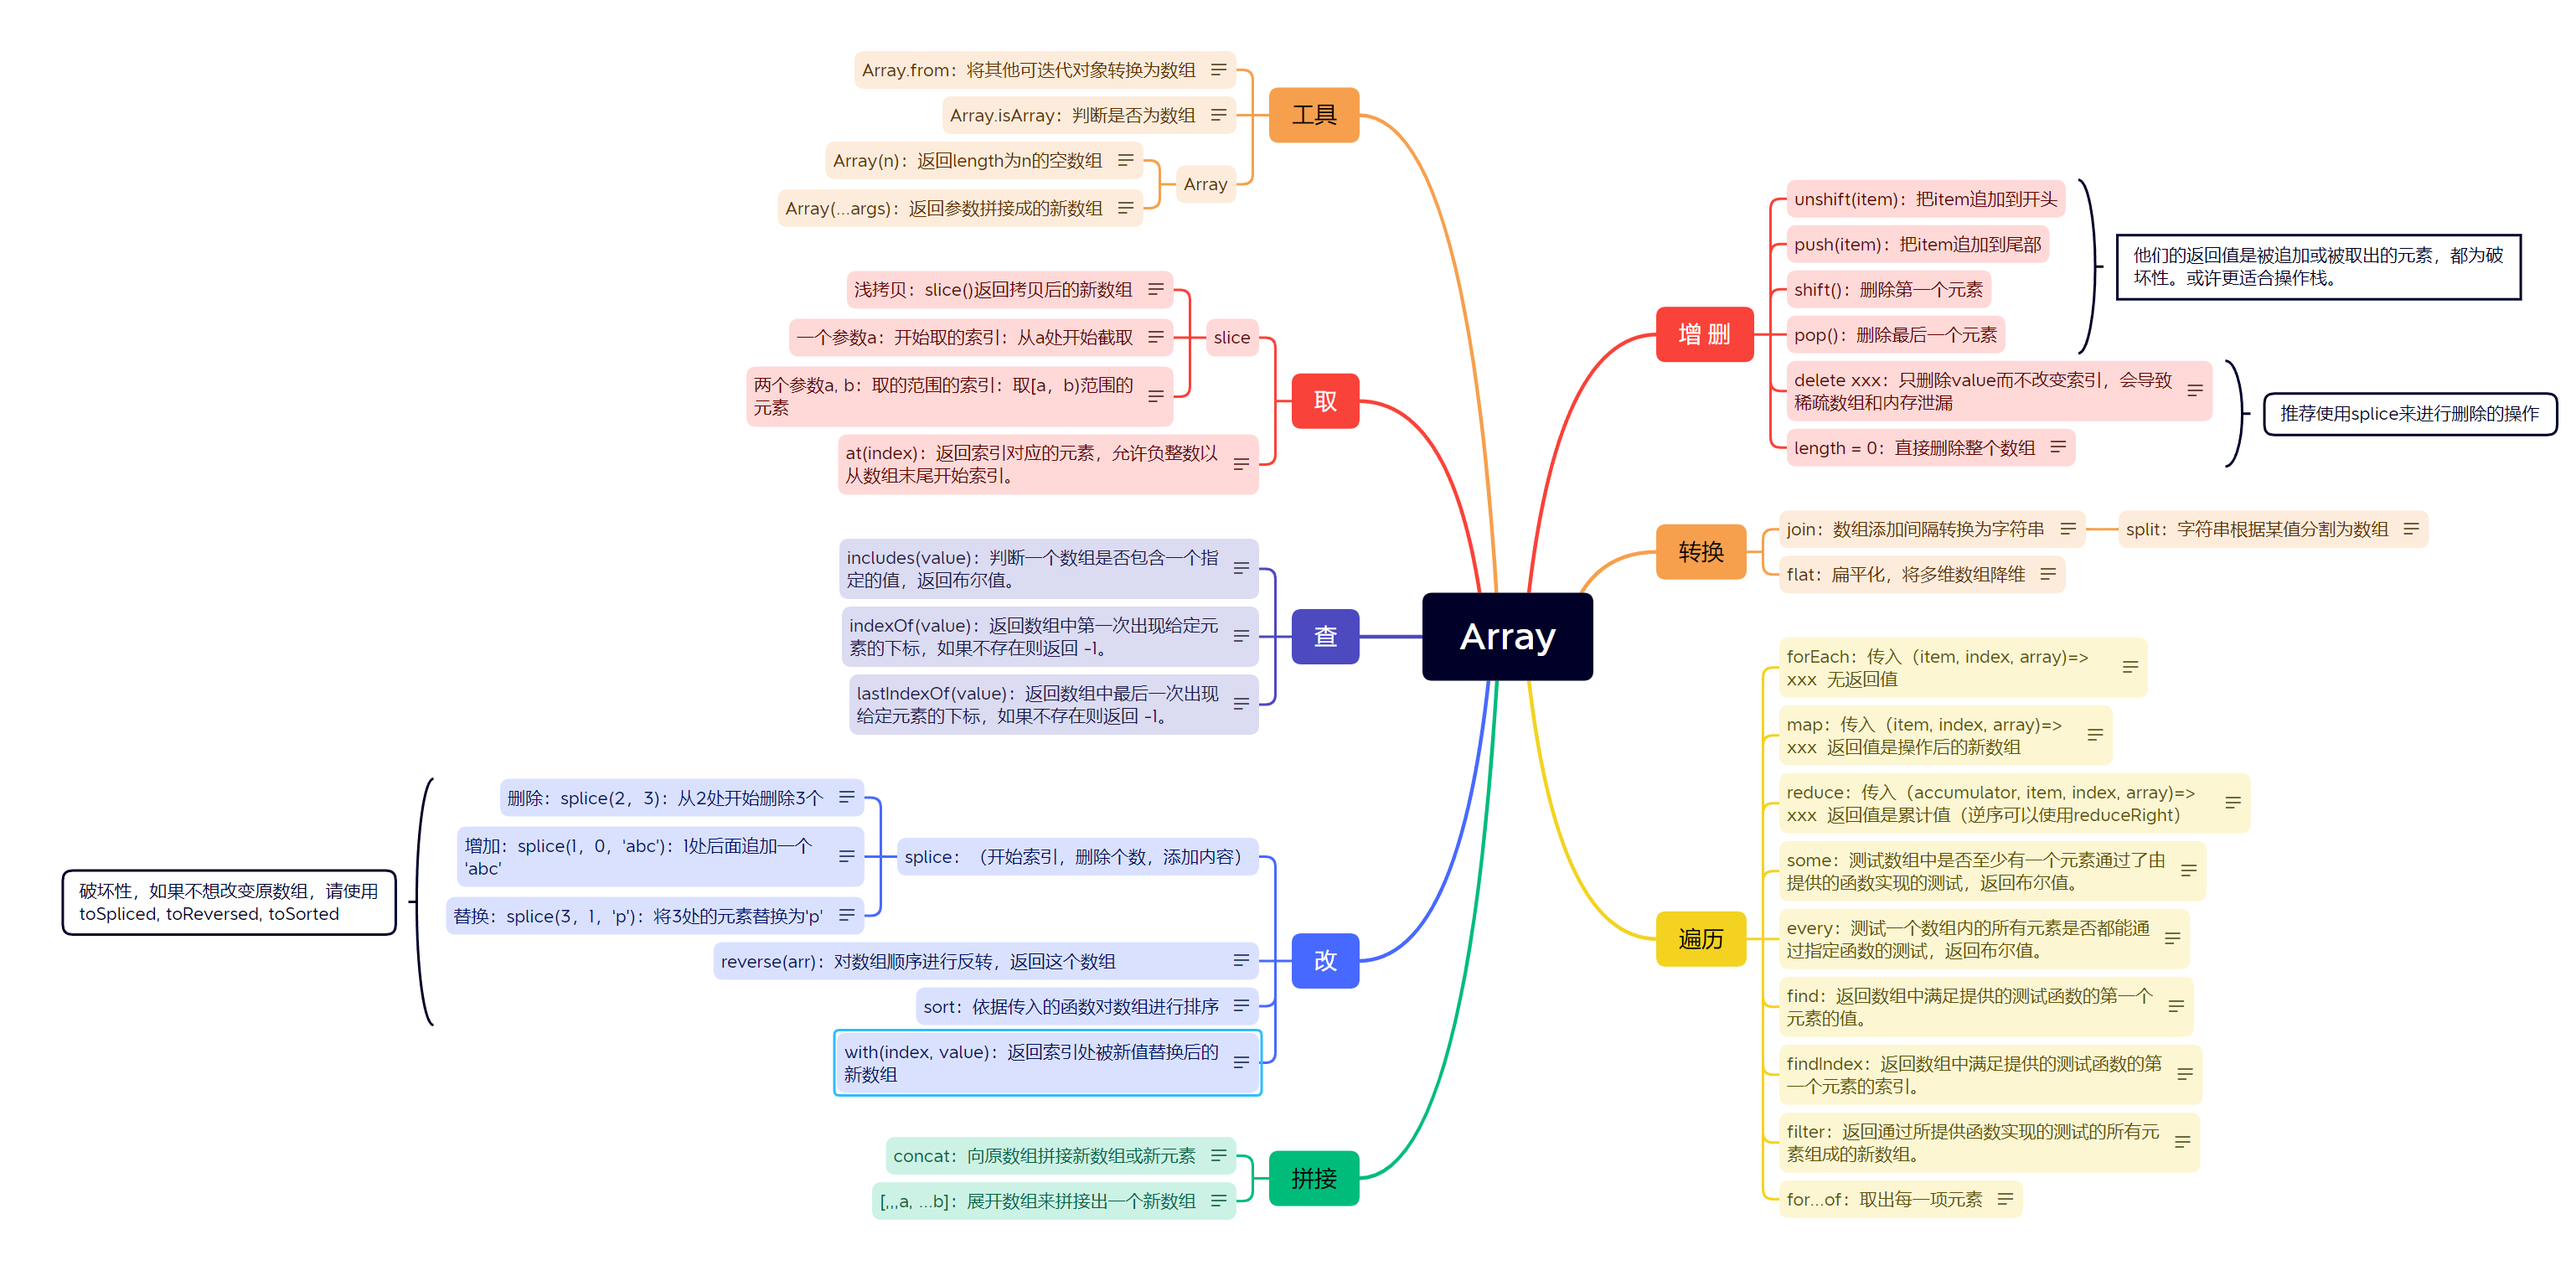 Array
工具
Array.from：将其他可迭代对象转换为数组
Array.isArray：判断是否为数组
Array
Array(n)：返回length为n的空数组
Array(...args)：返回参数拼接成的新数组
取
slice
浅拷贝：slice()返回拷贝后的新数组
一个参数a：开始取的索引：从a处开始截取
两个参数a, b：取的范围的索引：取[a，b)范围的
元素
at(index)：返回索引对应的元素，允许负整数以
从数组末尾开始索引。
查
includes(value)：判断一个数组是否包含一个指
定的值，返回布尔值。
indexOf(value)：返回数组中第一次出现给定元
素的下标，如果不存在则返回 -1。
lastIndexOf(value)：返回数组中最后一次出现
给定元素的下标，如果不存在则返回 -1。
改
splice：（开始索引，删除个数，添加内容）
删除：splice(2，3)：从2处开始删除3个
增加：splice(1，0，'abc')：1处后面追加一个
'abc'
替换：splice(3，1，'p')：将3处的元素替换为'p'
reverse(arr)：对数组顺序进行反转，返回这个数组
sort：依据传入的函数对数组进行排序
with(index, value)：返回索引处被新值替换后的
新数组
破坏性，如果不想改变原数组，请使用
toSpliced, toReversed, toSorted
拼接
concat：向原数组拼接新数组或新元素
[,,,a, ...b]：展开数组来拼接出一个新数组
增 删
unshift(item)：把item追加到开头
push(item)：把item追加到尾部
shift()：删除第一个元素
pop()：删除最后一个元素
他们的返回值是被追加或被取出的元素，都为破
坏性。或许更适合操作栈。
delete xxx：只删除value而不改变索引，会导致
稀疏数组和内存泄漏
length = 0：直接删除整个数组
推荐使用splice来进行删除的操作
转换
join：数组添加间隔转换为字符串
split：字符串根据某值分割为数组
flat：扁平化，将多维数组降维
遍历
forEach：传入（item, index, array)=>
xxx 无返回值
map：传入（item, index, array)=>
xxx 返回值是操作后的新数组
reduce：传入（accumulator, item, index, array)=>
xxx 返回值是累计值（逆序可以使用reduceRight）
some：测试数组中是否至少有一个元素通过了由
提供的函数实现的测试，返回布尔值。
every：测试一个数组内的所有元素是否都能通
过指定函数的测试，返回布尔值。
find：返回数组中满足提供的测试函数的第一个
元素的值。
findIndex：返回数组中满足提供的测试函数的第
一个元素的索引。
filter：返回通过所提供函数实现的测试的所有元
素组成的新数组。
for...of：取出每一项元素